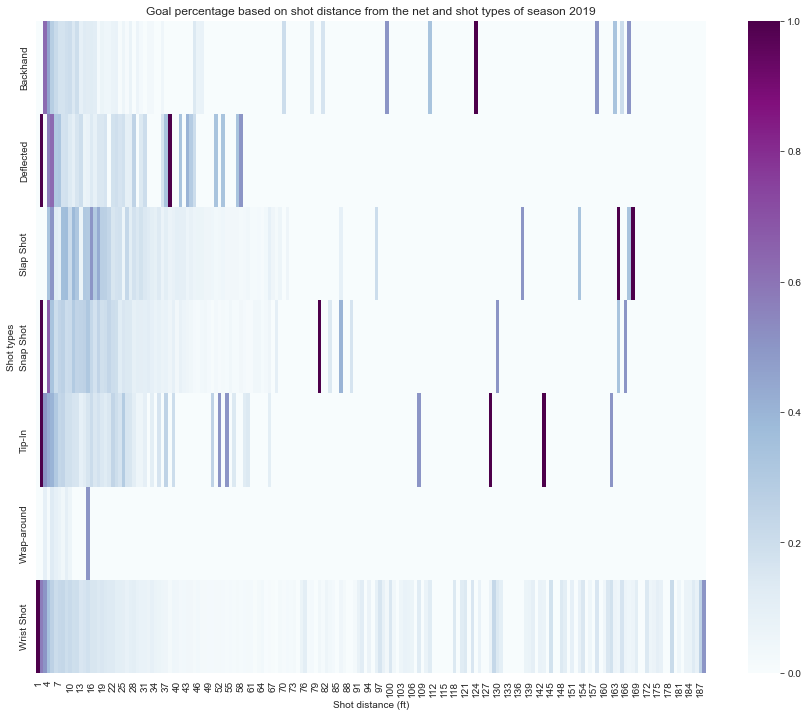 Goal percentage based on shot distance from the net and shot types of season 2019
Backhand
Deflected
Slap Shot
Snap Shot
Tip-In
Wrap-around
Wrist Shot
Shot types
1 4 7 10 13 16 19 22 25 28 31 34 37 40 43 46 49 52 55 58 61 64 67 70 73 76 79 82 85 88 91 94 97 100 103 106 109 112 115 118 121 124 127 130 133 136 139 142 145 148 151 154 157 160 163 166 169 172 175 178 181 184 187
Shot distance (ft)
1.0
0.8
0.6
0.4
0.2
0.0